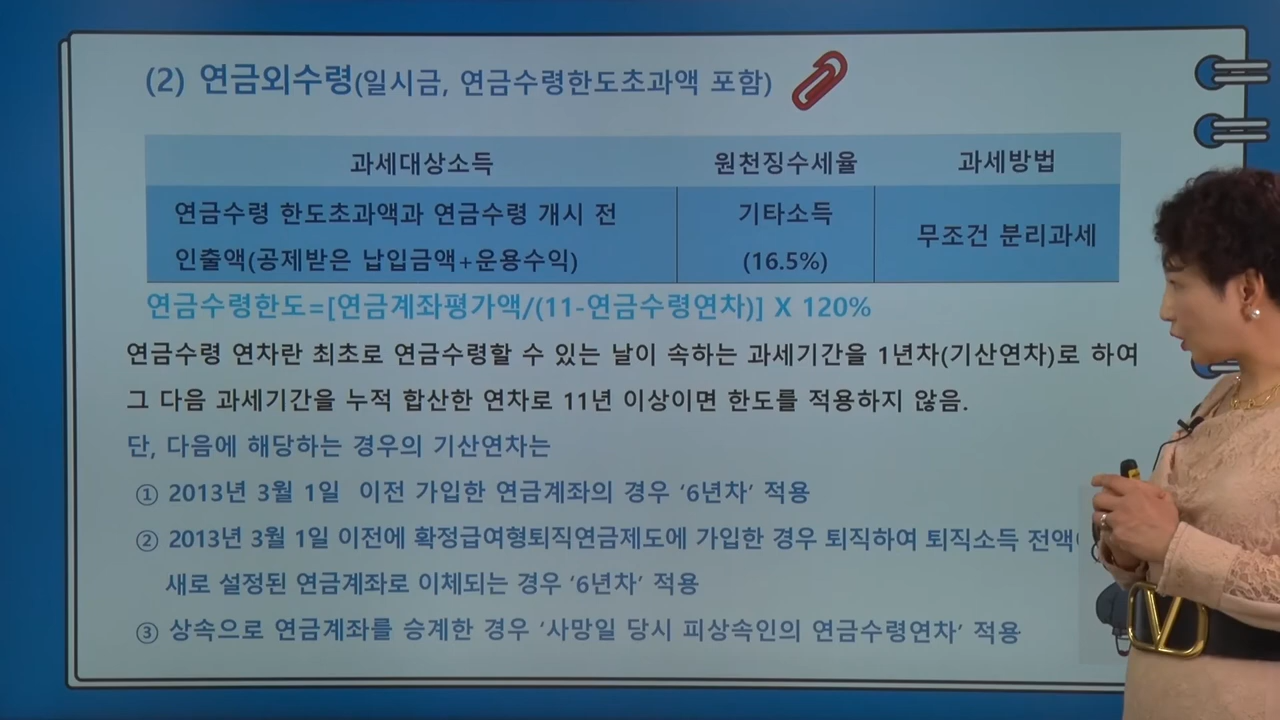 (2) 연금외수령(일시금, 연금수령한도초과액 포함)
과세대상소득 원천징수세율 과세방법
연금수령 한도초과액과 연금수령 개시 전 기타소득 무조건 분리과세
인출액(공제받은 납입금액+운용수익) (16.5%)
연금수령한도=[연금계좌평가액/(11-연금수령연차)] X 120%
연금수령 연차란 최초로 연금수령할 수 있는 날이 속하는 과세기간을 1년차(기산연차)로 하여
그 다음 과세기간을 누적 합산한 연차로 11년 이상이면 한도를 적용하지 않음.
단, 다음에 해당하는 경우의 기산연차는
① 2013년 3월 1일 이전 가입한 연금계좌의 경우 ‘6년차’ 적용
② 2013년 3월 1일 이전에 확정급여형퇴직연금제도에 가입한 경우 퇴직하여 퇴직소득 전액
새로 설정된 연금계좌로 이체되는 경우 ‘6년차’ 적용
③ 상속으로 연금계좌를 승계한 경우 ‘사망일 당시 피상속인의 연금수령연차’ 적용